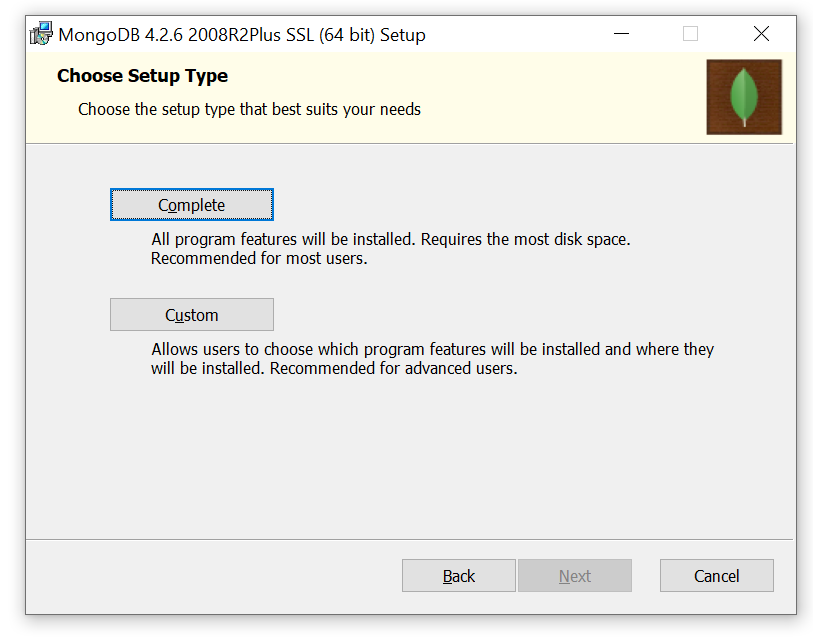 MongoDB 4.2.6 2008R2Plus SSL (64 bit) Setup
Choose Setup Type
Choose the setup type that best suits your needs
Complete
All program features will be installed. Requires the most disk space.
Recommended for most users.
Custom
Allows users to choose which program features will be installed and where they
will be installed. Recommended for advanced users.
Back
Next
Cancel